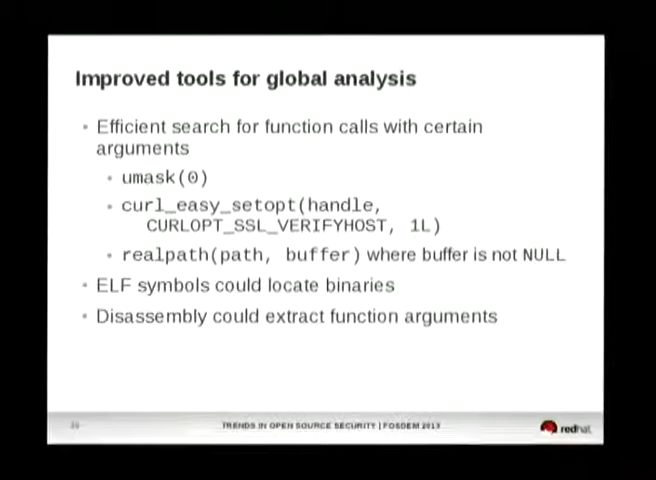 Improved tools for global analysis
Efficient search for function calls with certain
arguments
umask(0)
curl_easy_setopt(handle,
CURLOPT_SSL_VERIFYHOST, 1L)
realpath(path, buffer) where buffer is not NULL
ELF symbols could locate binaries
Disassembly could extract function arguments
TRENDS IN OPEN SOURCE SECURITY | FOSDEM 2013
redhat